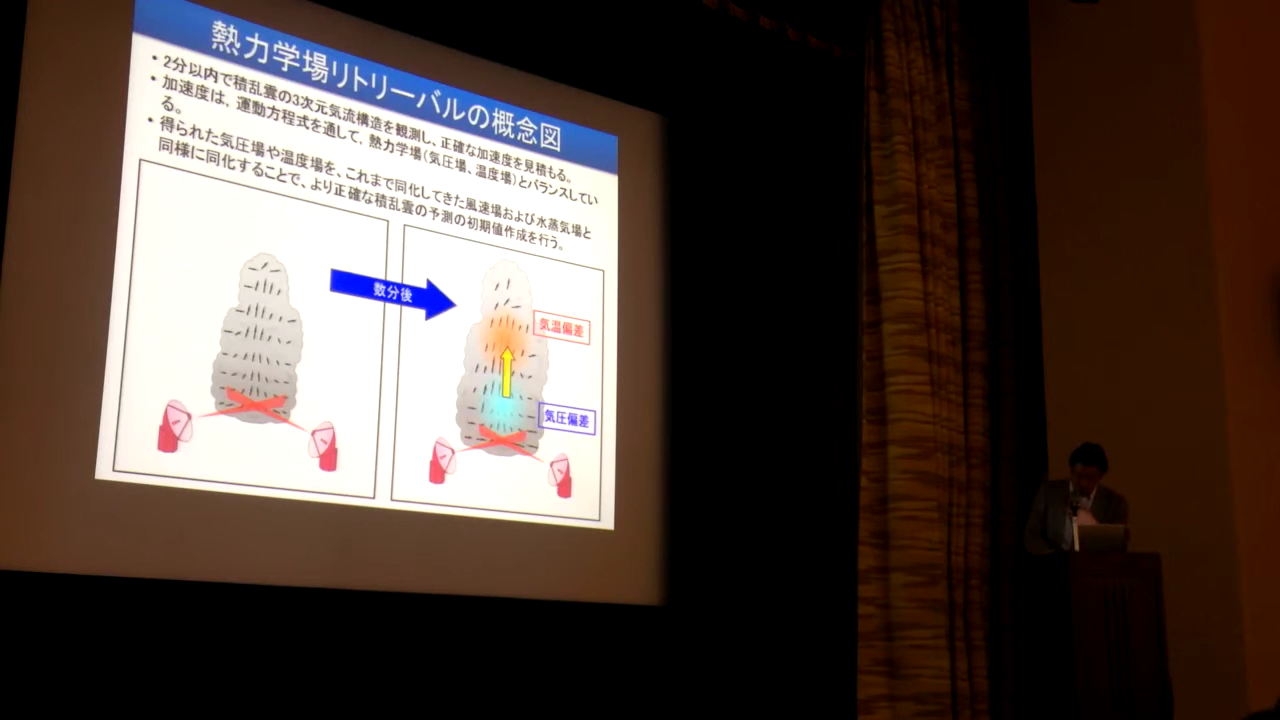 熱力学場リトリーバルの概念図
• 2分以内で積乱雲の3次元気流構造を観測し、正確な加速度を見積もる。
• 加速度は，運動方程式を通して，熱力学場(気圧場、温度場)とバランスしてい
る。
• 得られた気圧場や温度場を、これまで同化してきた風速場および水蒸気場と
同様に同化することで、より正確な積乱雲の予測の初期値作成を行う。
数分後
気温偏差
気圧偏差